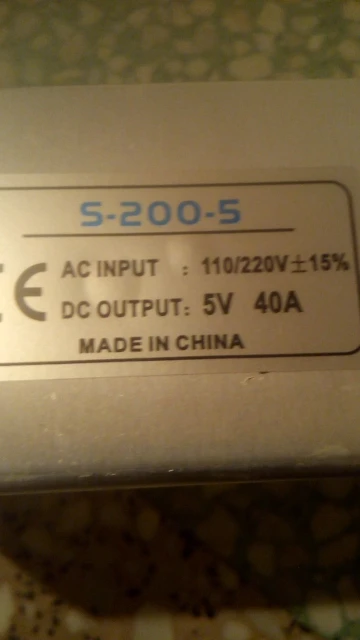 S-200-5
CE AC INPUT : 110/220V±15%
DC OUTPUT: 5V 40A
MADE IN CHINA